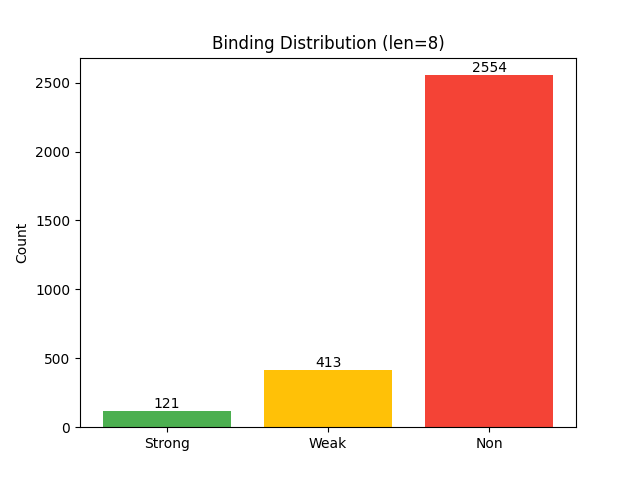 Binding Distribution (len=8)
Count
2500
2000
1500
1000
500
0
121
413
2554
Strong
Weak
Non